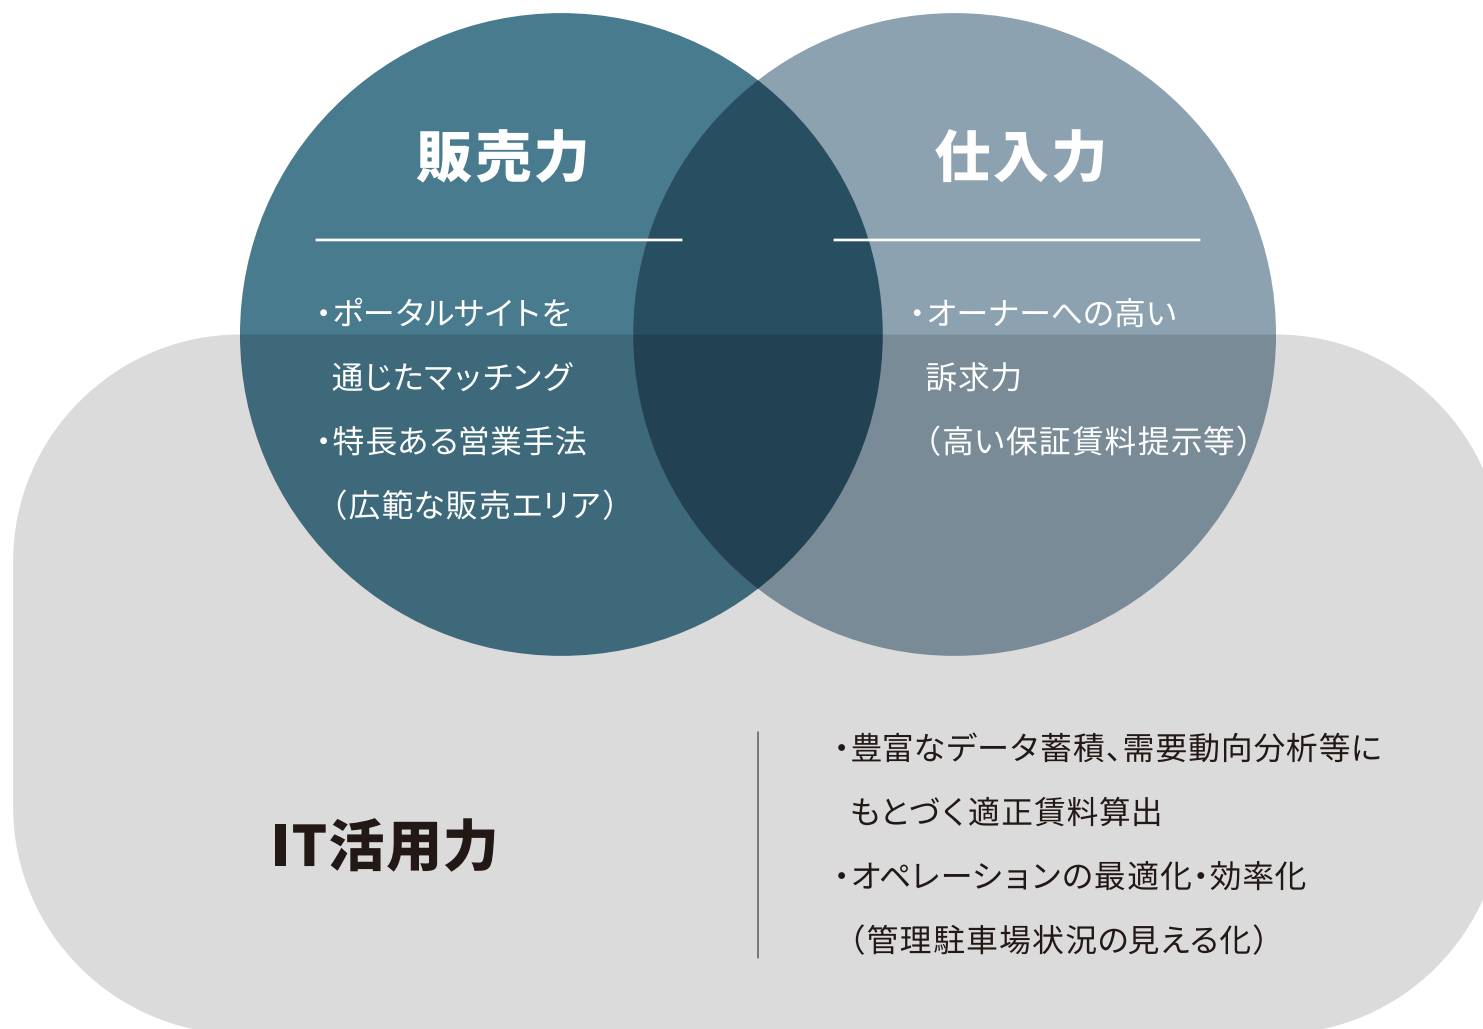 販売力
・ポータルサイトを
通じたマッチング
・特長ある営業手法
（広範な販売エリア）
仕入力
・オーナーへの高い
訴求力
（高い保証賃料提示等）
IT活用力
・豊富なデータ蓄積、需要動向分析等に
もとづく適正賃料算出
・オペレーションの最適化・効率化
（管理駐車場状況の見える化）